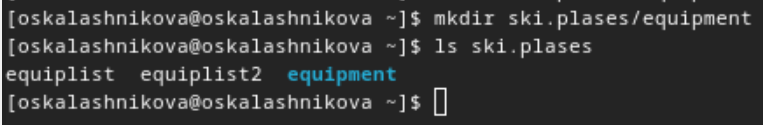 [oskalashnikova@oskalashnikova ~]$ mkdir ski.plases/equipment
[oskalashnikova@oskalashnikova ~]$ ls ski.plases
equiplist  equiplist2  equipment
[oskalashnikova@oskalashnikova ~]$